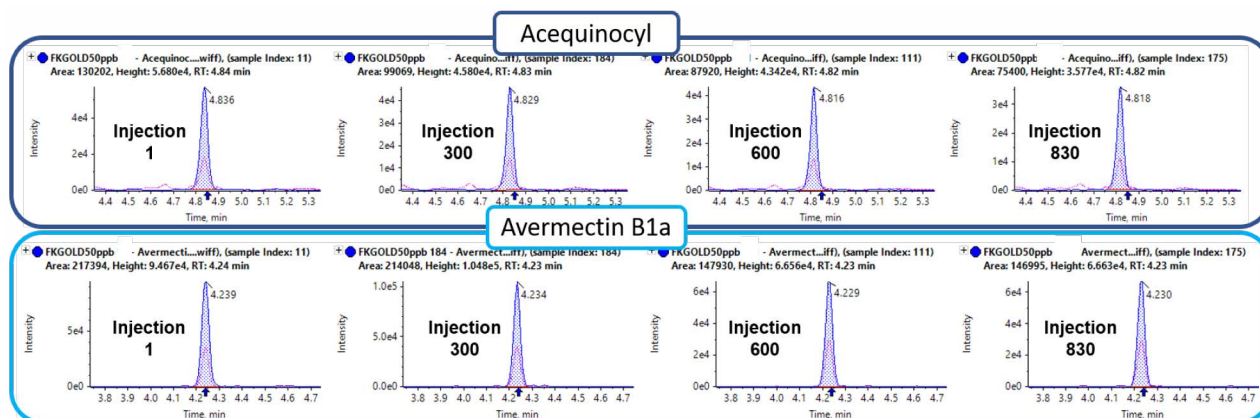 Acequinocyl
FKGOLD50ppb - Acequinoc....wiff), (sample Index: 11)
Area: 130202, Height: 5.680e4, RT: 4.84 min
4e4
2e4
0e0
Intensity
4.836
Injection
1
4.4 4.5 4.6 4.7 4.8 4.9 5.0 5.1 5.2 5.3
Time, min
FKGOLD50ppb - Acequino...iff), (sample Index: 184)
Area: 99069, Height: 4.580e4, RT: 4.83 min
4e4
2e4
0e0
Intensity
4.829
Injection
300
4.4 4.5 4.6 4.7 4.8 4.9 5.0 5.1 5.2 5.3
Time, min
FKGOLD50ppb - Acequino...iff), (sample Index: 111)
Area: 87920, Height: 4.342e4, RT: 4.82 min
4e4
3e4
2e4
1e4
0e0
Intensity
4.816
Injection
600
4.4 4.5 4.6 4.7 4.8 4.9 5.0 5.1 5.2 5.3
Time, min
FKGOLD50ppb - Acequino...iff), (sample Index: 175)
Area: 75400, Height: 3.577e4, RT: 4.82 min
3e4
2e4
1e4
0e0
Intensity
4.818
Injection
830
4.4 4.5 4.6 4.7 4.8 4.9 5.0 5.1 5.2 5.3
Time, min
Avermectin B1a
FKGOLD50ppb - Avermecti....wiff), (sample Index: 11)
Area: 217394, Height: 9.467e4, RT: 4.24 min
5e4
0e0
Intensity
4.239
Injection
1
3.8 3.9 4.0 4.1 4.2 4.3 4.4 4.5 4.6 4.7
Time, min
FKGOLD50ppb 184 - Avermect...iff), (sample Index: 184)
Area: 214048, Height: 1.048e5, RT: 4.23 min
1.0e5
5.0e4
0.0e0
Intensity
4.234
Injection
300
3.8 3.9 4.0 4.1 4.2 4.3 4.4 4.5 4.6 4.7
Time, min
FKGOLD50ppb - Avermect...iff), (sample Index: 111)
Area: 147930, Height: 6.656e4, RT: 4.23 min
6e4
4e4
2e4
0e0
Intensity
4.229
Injection
600
3.8 3.9 4.0 4.1 4.2 4.3 4.4 4.5 4.6 4.7
Time, min
FKGOLD50ppb - Avermect...iff), (sample Index: 175)
Area: 146995, Height: 6.663e4, RT: 4.23 min
6e4
4e4
2e4
0e0
Intensity
4.230
Injection
830
3.8 3.9 4.0 4.1 4.2 4.3 4.4 4.5 4.6 4.7
Time, min